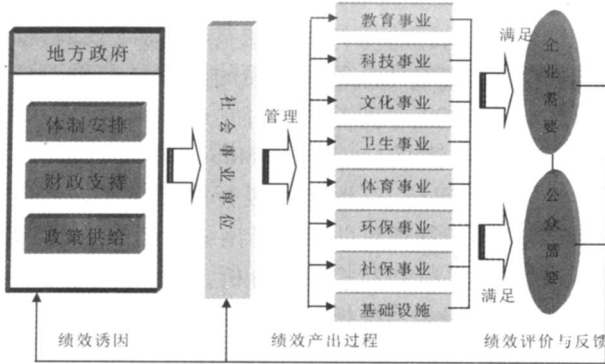 地方政府
体制安排
财政支持
政策供给
社会事业单位
管理
教育事业
科技事业
文化事业
卫生事业
体育事业
环保事业
社保事业
基础设施
满足
企业需要
公众需要
满足
绩效诱因
绩效产出过程
绩效评价与反馈